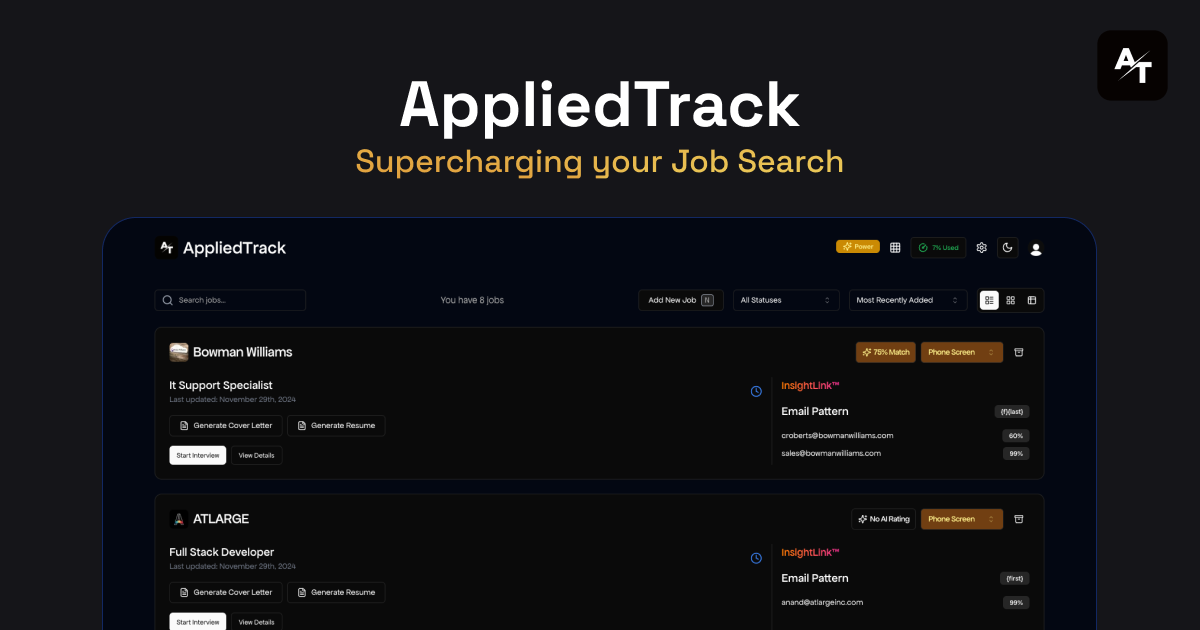 AT
AppliedTrack
Supercharging your Job Search
AT AppliedTrack
Power
7% Used
Search jobs...
You have 8 jobs
Add New Job N
All Statuses
Most Recently Added
Bowman Williams
75% Match
Phone Screen
It Support Specialist
Last updated: November 29th, 2024
Generate Cover Letter
Generate Resume
Start Interview
View Details
InsightLink™
Email Pattern
{f}{last}
croberts@bowmanwilliams.com
60%
sales@bowmanwilliams.com
99%
ATLARGE
No AI Rating
Phone Screen
Full Stack Developer
Last updated: November 29th, 2024
Generate Cover Letter
Generate Resume
Start Interview
View Details
InsightLink™
Email Pattern
{first}
anand@atlargeinc.com
99%